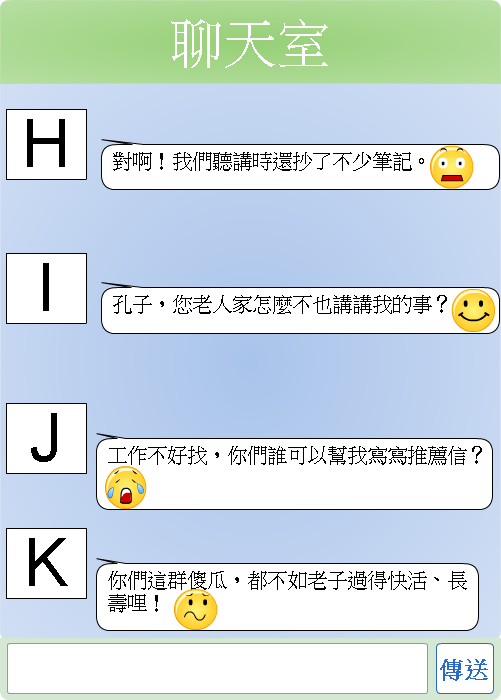 聊天室
H
對啊！我們聽講時還抄了不少筆記。
I
孔子，您老人家怎麼不也講講我的事？
J
工作不好找，你們誰可以幫我寫寫推薦信？
K
你們這群傻瓜，都不如老子過得快活、長
壽哩！
傳送